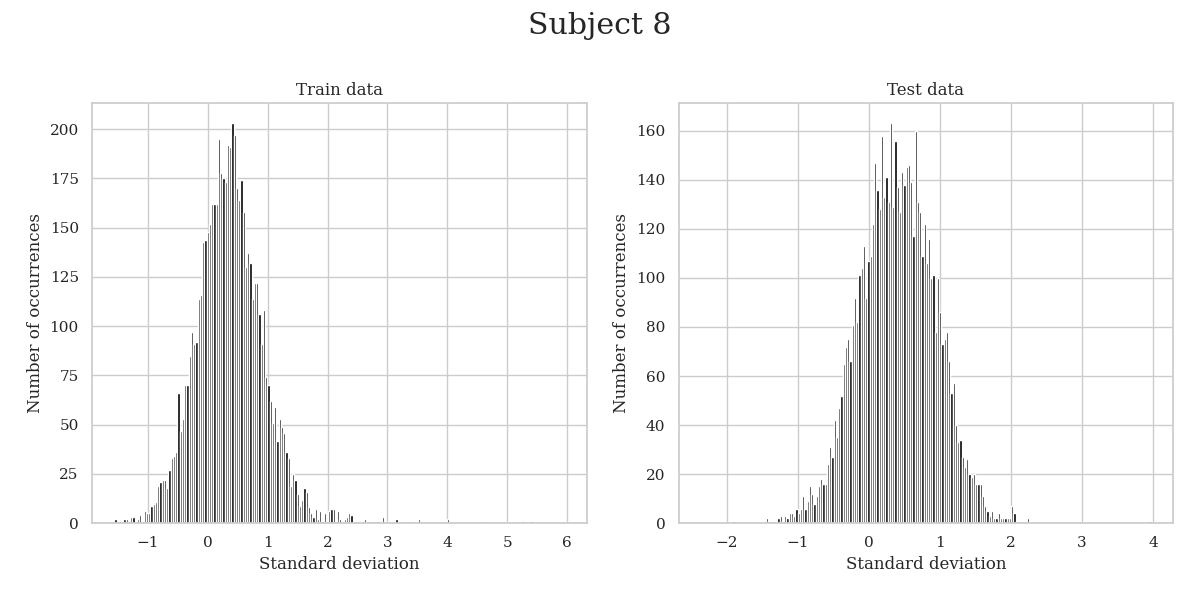 Subject 8
Train data
Number of occurrences
200
175
150
125
100
75
50
25
0
−1 0 1 2 3 4 5 6
Standard deviation
Test data
Number of occurrences
160
140
120
100
80
60
40
20
0
−2 −1 0 1 2 3 4
Standard deviation